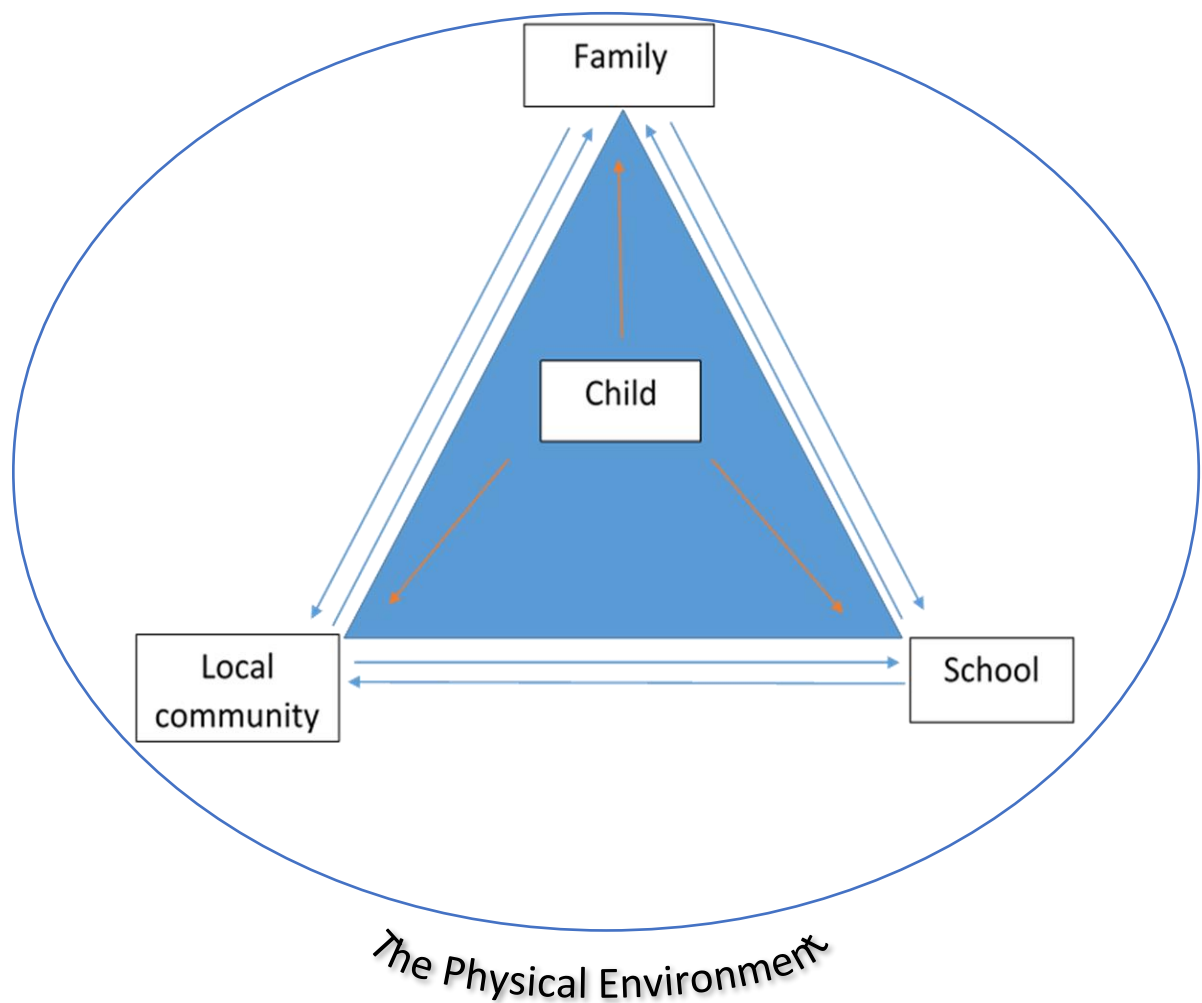 Family
Child
Local
community
School
The Physical Environment